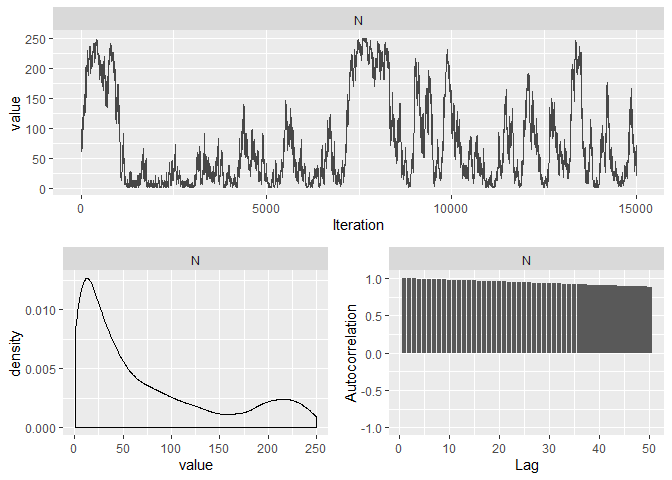 N
value
250
200
150
100
50
0
0 5000 10000 15000
Iteration
N
density
0.010
0.005
0.000
0 50 100 150 200 250
value
N
Autocorrelation
1.0
0.5
0.0
-0.5
-1.0
0 10 20 30 40 50
Lag